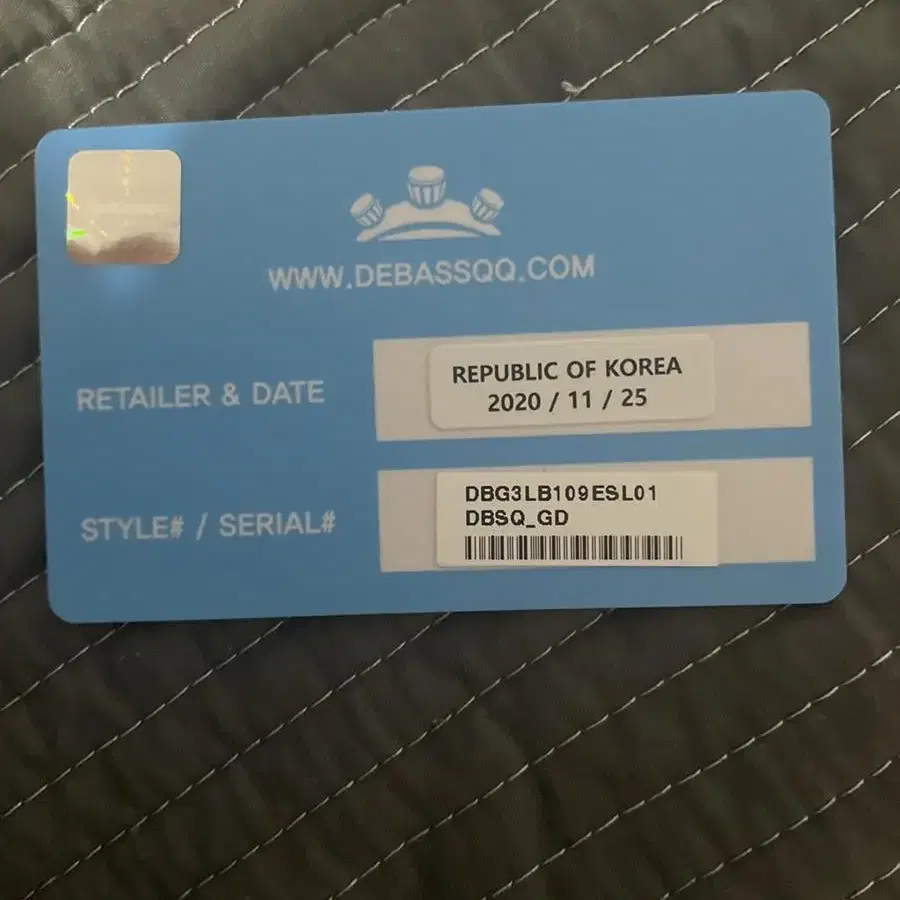 WWW.DEBASSQQ.COM
RETAILER & DATE
REPUBLIC OF KOREA
2020 / 11 / 25
STYLE# / SERIAL#
DBG3LB109ESL01
DBSQ_GD